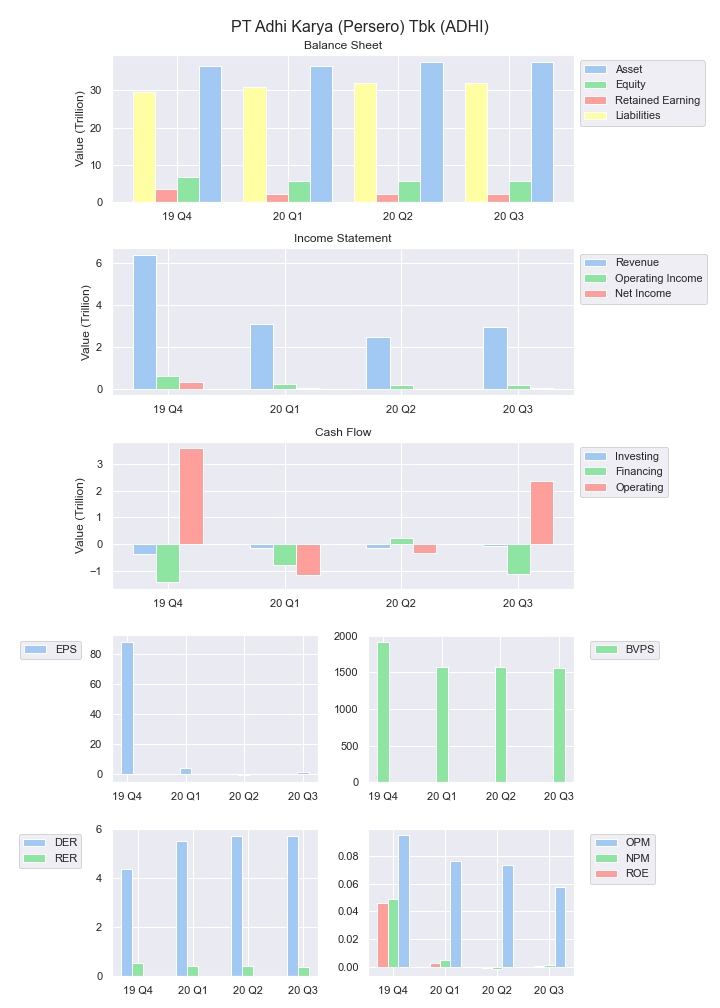 PT Adhi Karya (Persero) Tbk (ADHI)
Balance Sheet
Value (Trillion)
30
20
10
0
19 Q4 20 Q1 20 Q2 20 Q3
Asset
Equity
Retained Earning
Liabilities
Income Statement
Value (Trillion)
6
4
2
0
19 Q4 20 Q1 20 Q2 20 Q3
Revenue
Operating Income
Net Income
Cash Flow
Value (Trillion)
3
2
1
0
−1
19 Q4 20 Q1 20 Q2 20 Q3
Investing
Financing
Operating
EPS
80
60
40
20
0
19 Q4 20 Q1 20 Q2 20 Q3
2000
1500
1000
500
0
19 Q4 20 Q1 20 Q2 20 Q3
BVPS
DER
RER
6
4
2
0
19 Q4 20 Q1 20 Q2 20 Q3
0.08
0.06
0.04
0.02
0.00
19 Q4 20 Q1 20 Q2 20 Q3
OPM
NPM
ROE